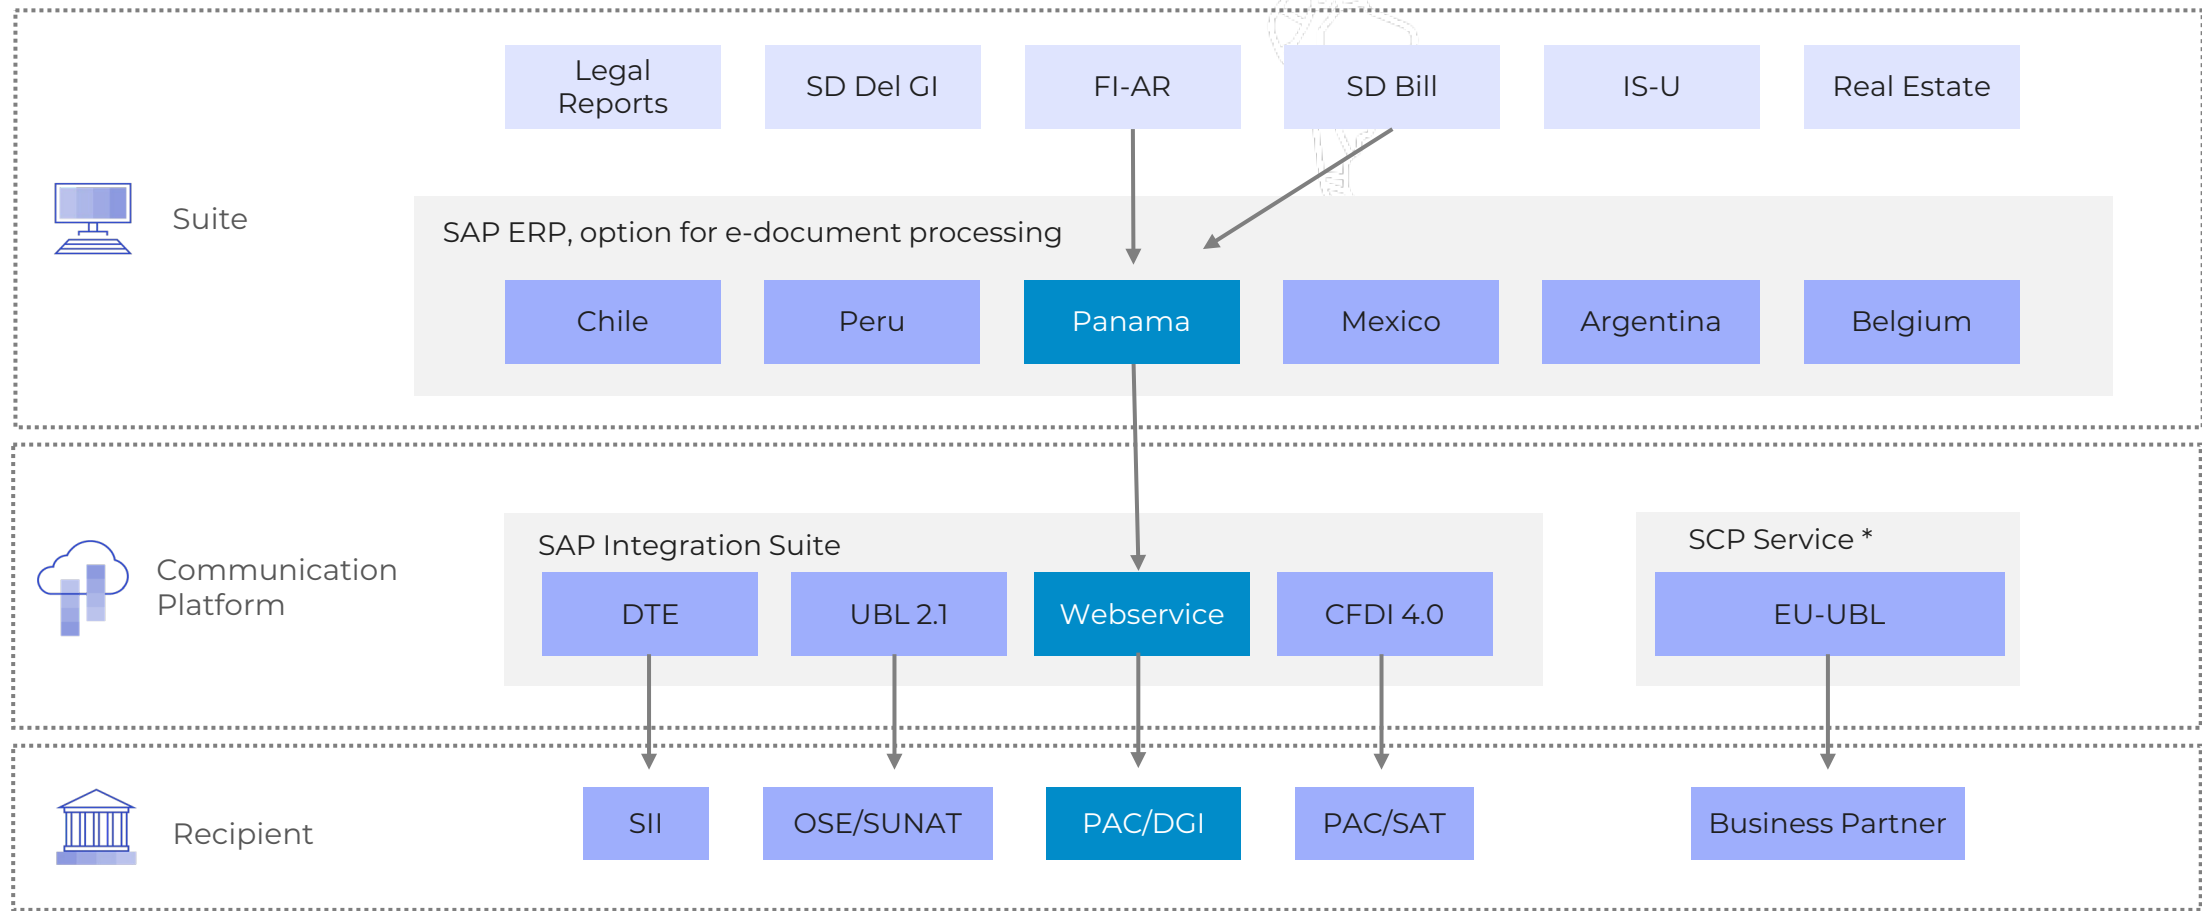 Legal
Reports
SD Del GI
FI-AR
SD Bill
IS-U
Real Estate
Suite
SAP ERP, option for e-document processing
Chile
Peru
Panama
Mexico
Argentina
Belgium
Communication
Platform
SAP Integration Suite
SCP Service *
DTE
UBL 2.1
Webservice
CFDI 4.0
EU-UBL
Recipient
SII
OSE/SUNAT
PAC/DGI
PAC/SAT
Business Partner